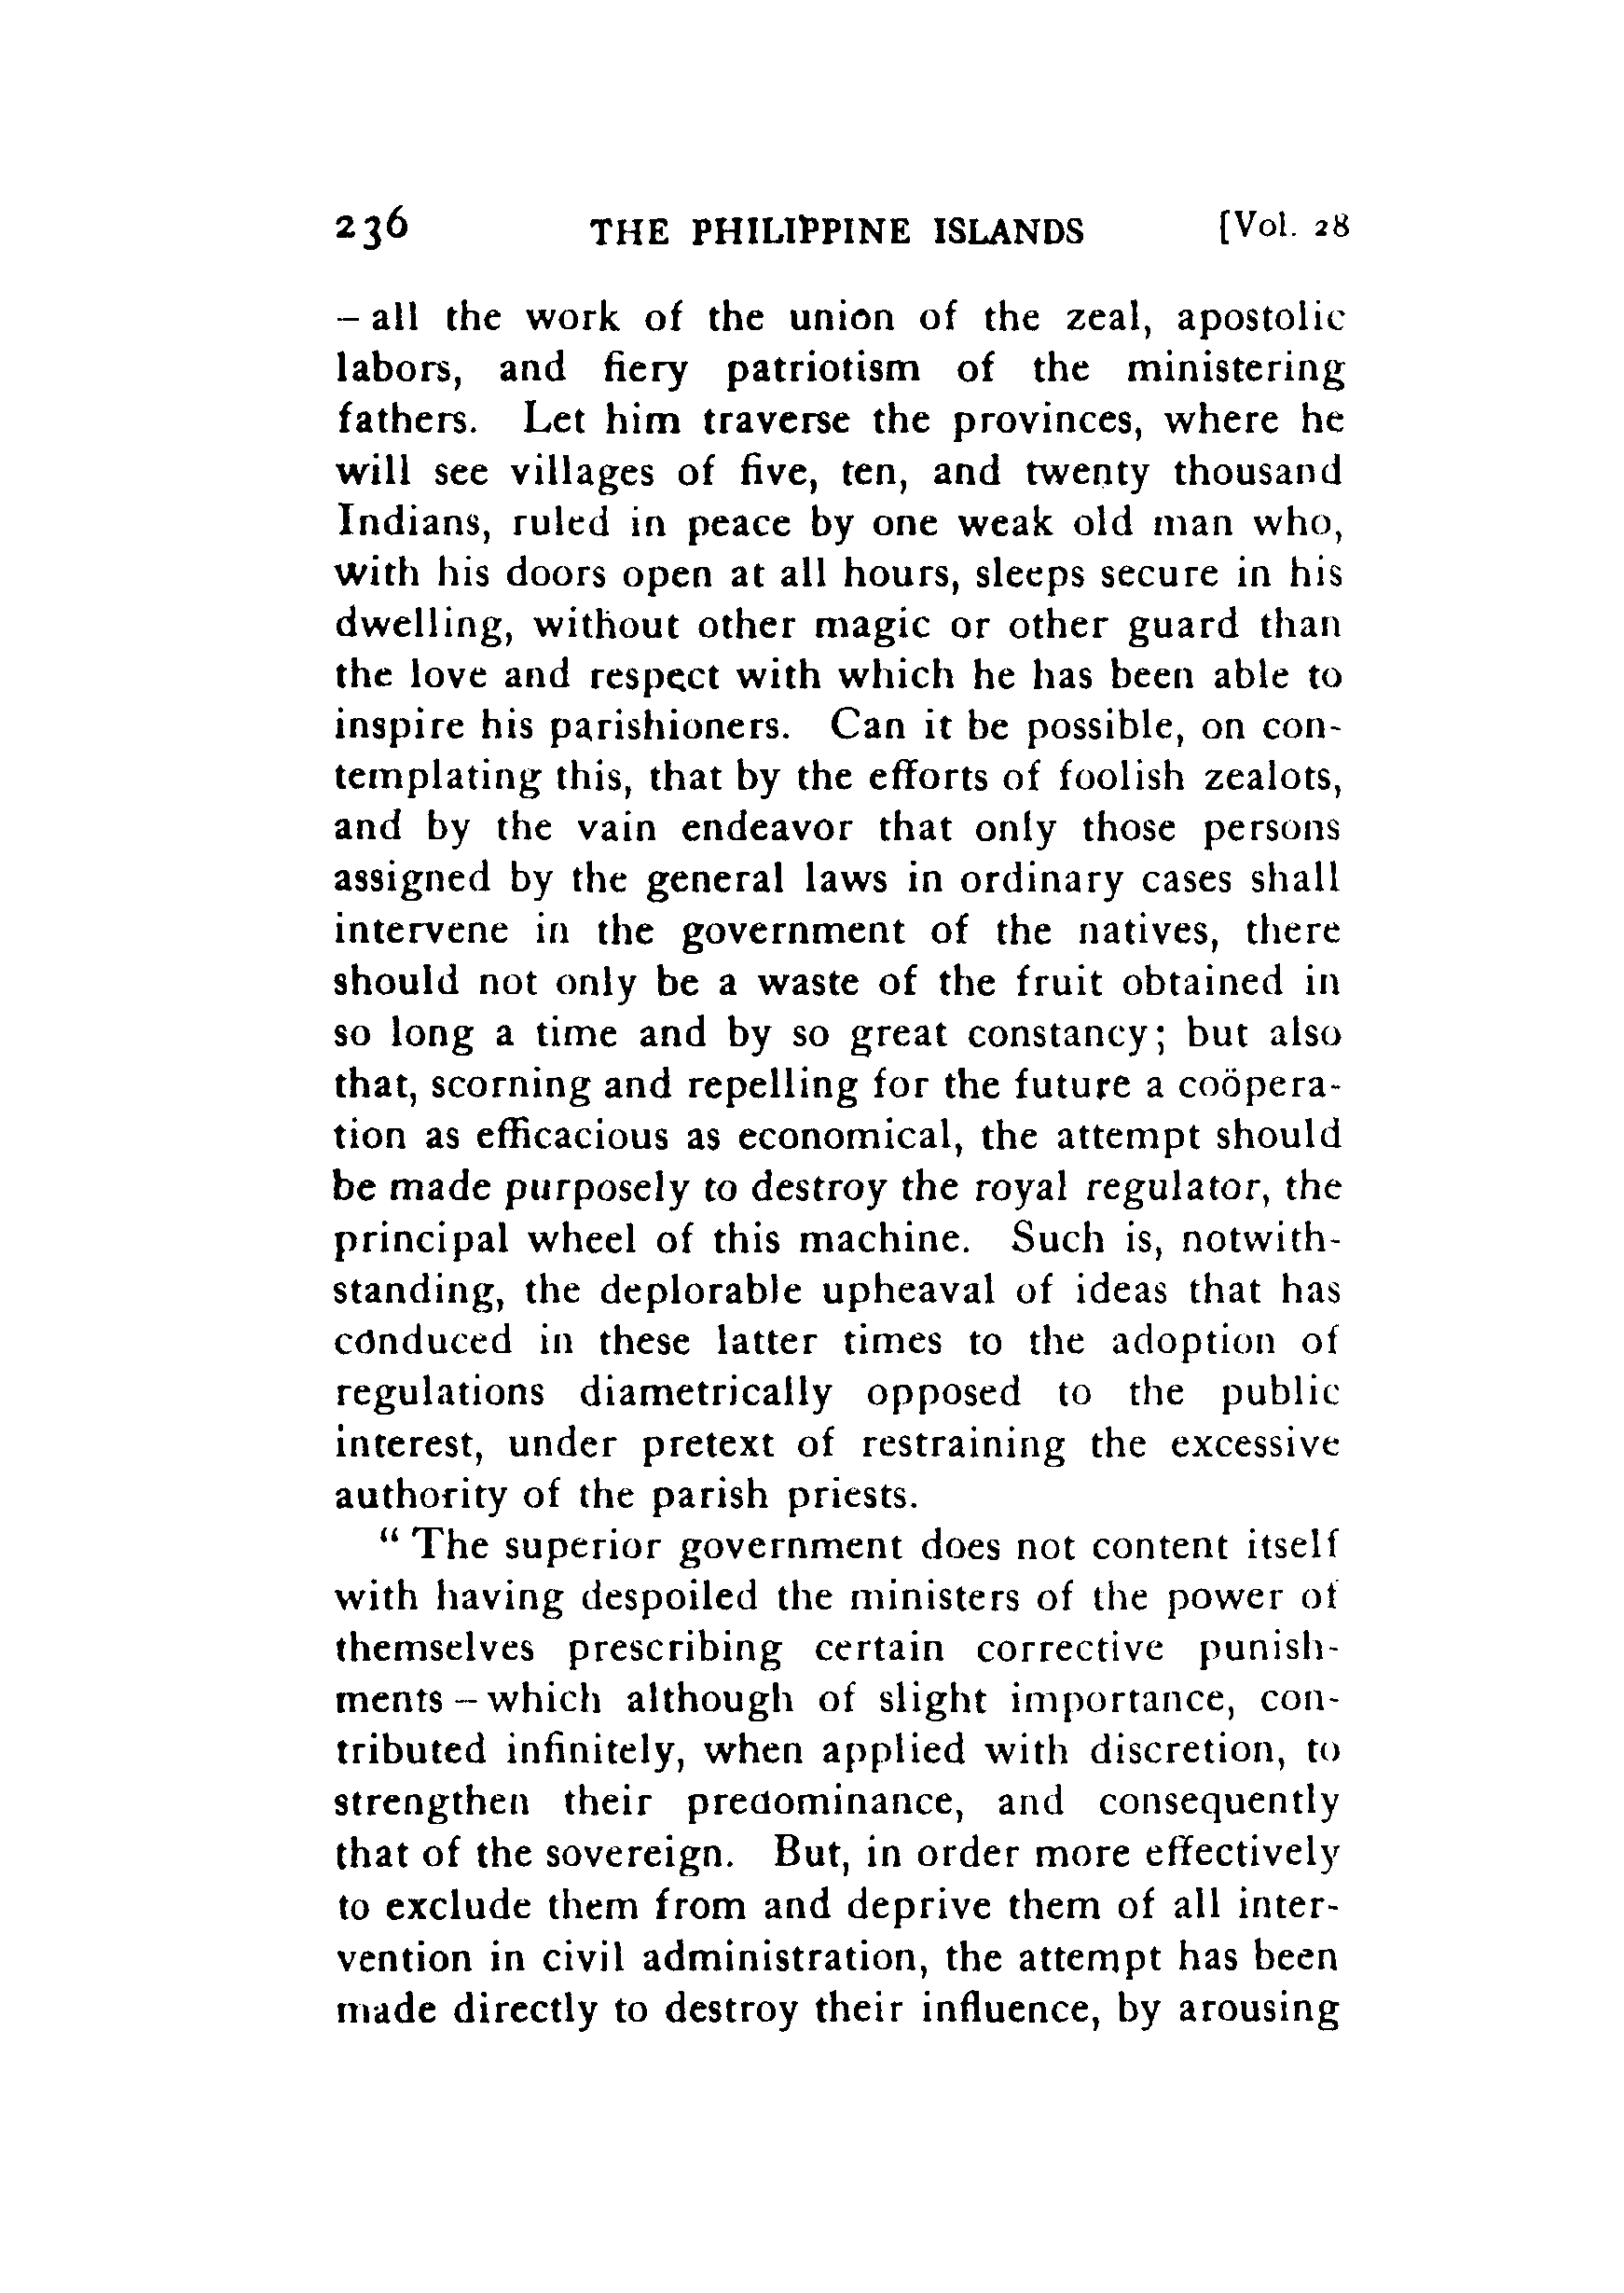 236 THE PHILIPPINE ISLANDS [Vol. 28
– all the work of the union of the zeal, apostolic
labors, and fiery patriotism of the ministering
fathers. Let him traverse the provinces, where he
will see villages of five, ten, and twenty thousand
Indians, ruled in peace by one weak old man who,
with his doors open at all hours, sleeps secure in his
dwelling, without other magic or other guard than
the love and respect with which he has been able to
inspire his parishioners. Can it be possible, on con-
templating this, that by the efforts of foolish zealots,
and by the vain endeavor that only those persons
assigned by the general laws in ordinary cases shall
intervene in the government of the natives, there
should not only be a waste of the fruit obtained in
so long a time and by so great constancy; but also
that, scorning and repelling for the future a coöpera-
tion as efficacious as economical, the attempt should
be made purposely to destroy the royal regulator, the
principal wheel of this machine. Such is, notwith-
standing, the deplorable upheaval of ideas that has
conduced in these latter times to the adoption of
regulations diametrically opposed to the public
interest, under pretext of restraining the excessive
authority of the parish priests.
“ The superior government does not content itself
with having despoiled the ministers of the power of
themselves prescribing certain corrective punish-
ments – which although of slight importance, con-
tributed infinitely, when applied with discretion, to
strengthen their predominance, and consequently
that of the sovereign. But, in order more effectively
to exclude them from and deprive them of all inter-
vention in civil administration, the attempt has been
made directly to destroy their influence, by arousing